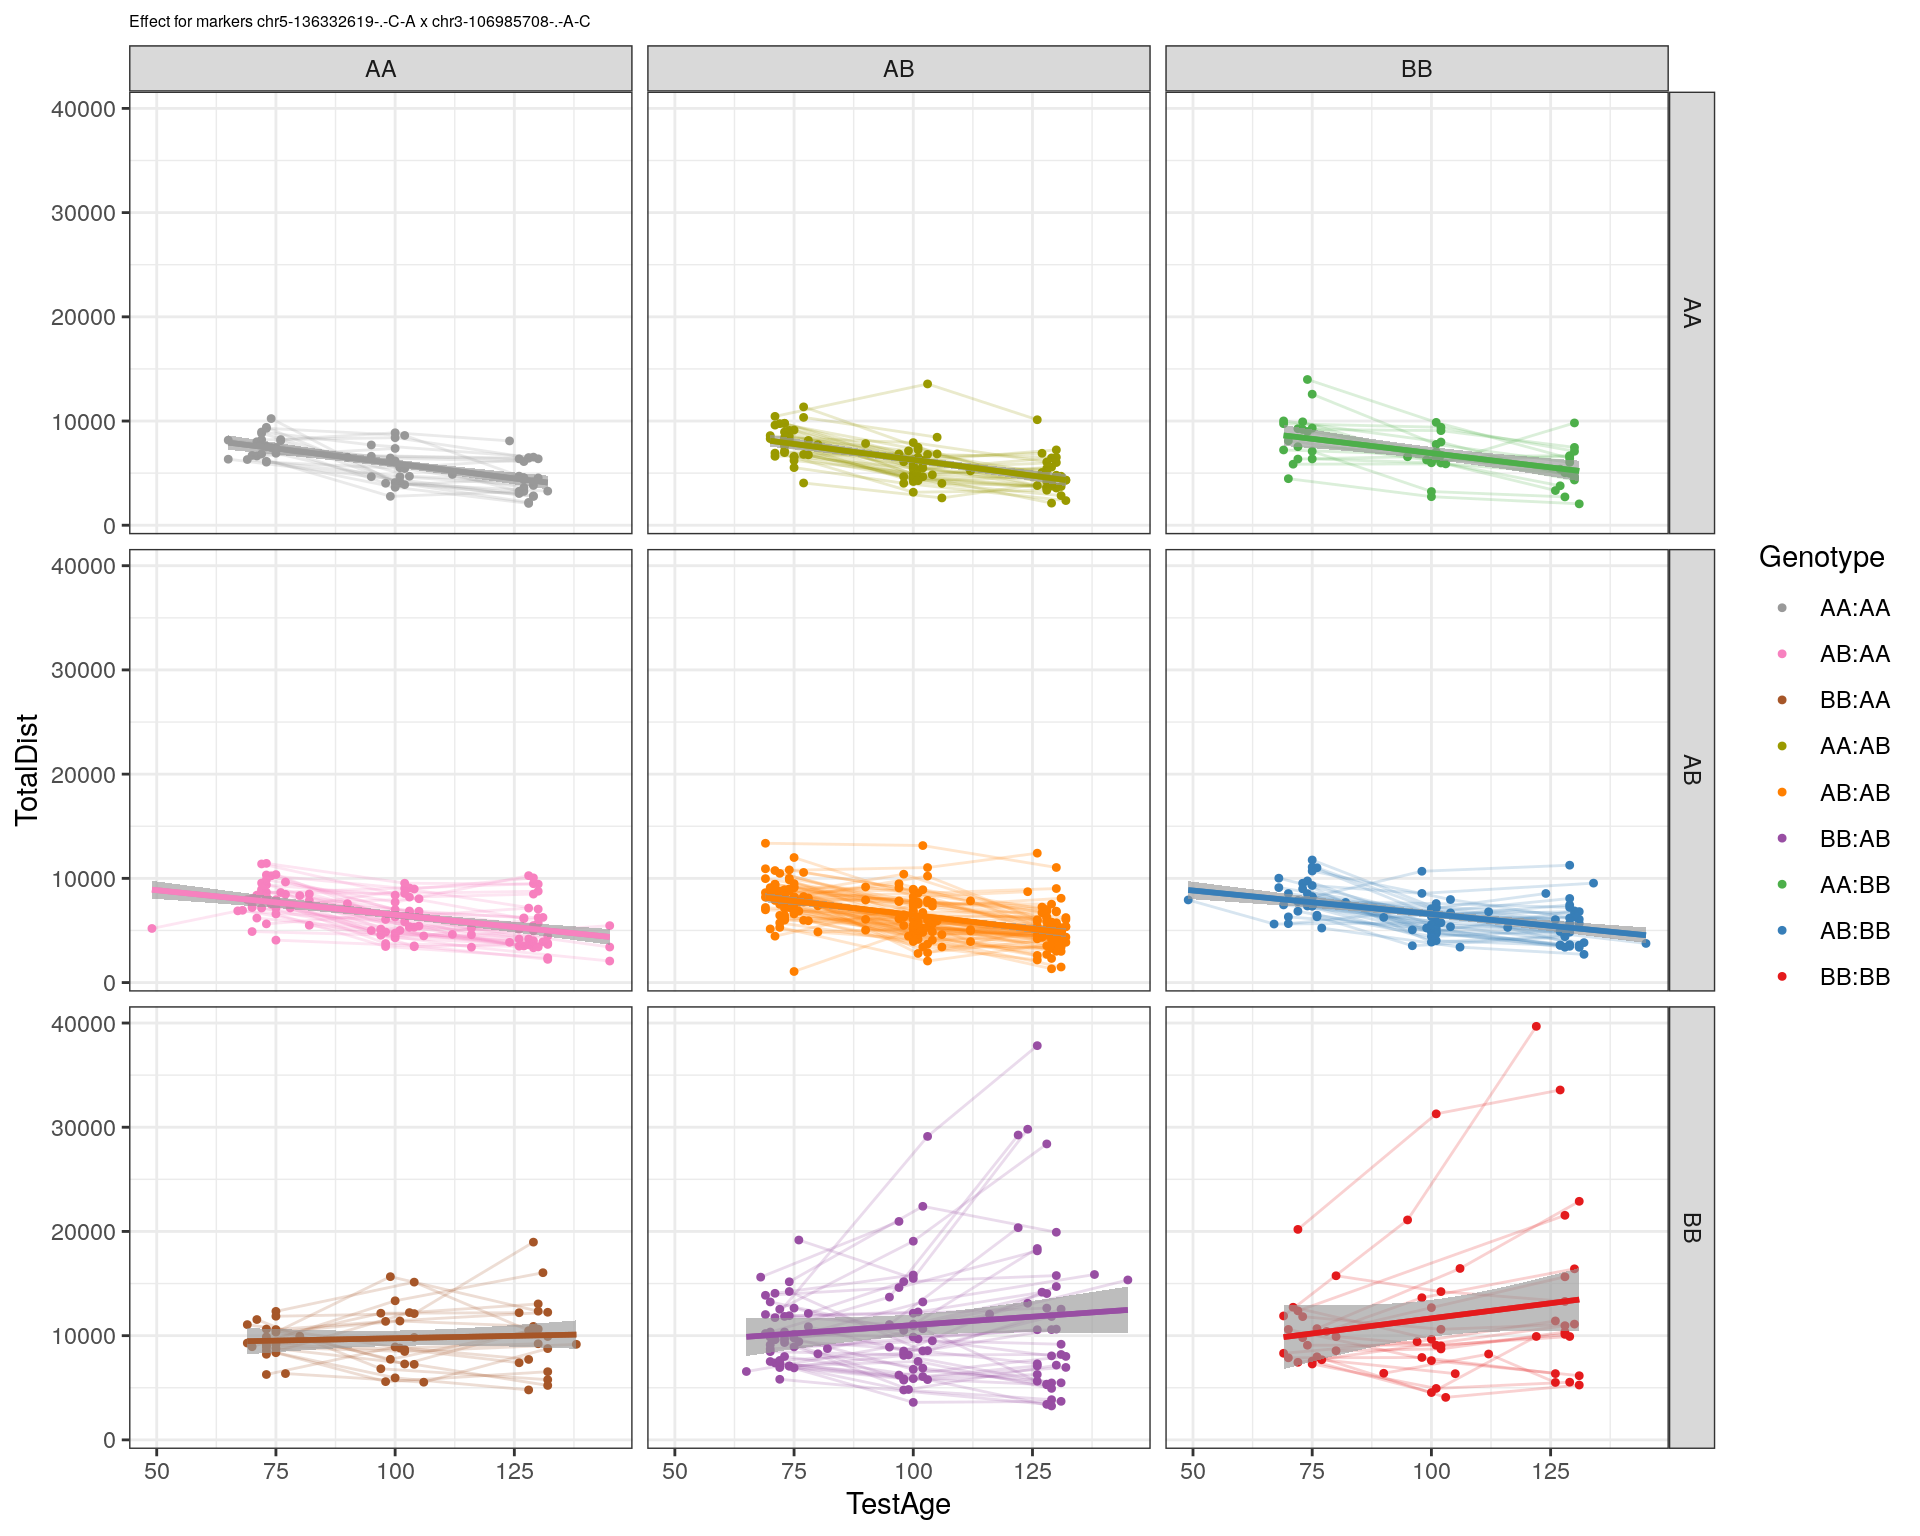 Effect for markers chr5-136332619-.-C-A x chr3-106985708-.-A-C
AA
AB
BB
40000
30000
20000
10000
0
AA
40000
30000
20000
10000
0
AB
40000
30000
20000
10000
0
BB
50
75
100
125
50
75
100
125
50
75
100
125
TestAge
TotalDist
Genotype
AA:AA
AB:AA
BB:AA
AA:AB
AB:AB
BB:AB
AA:BB
AB:BB
BB:BB